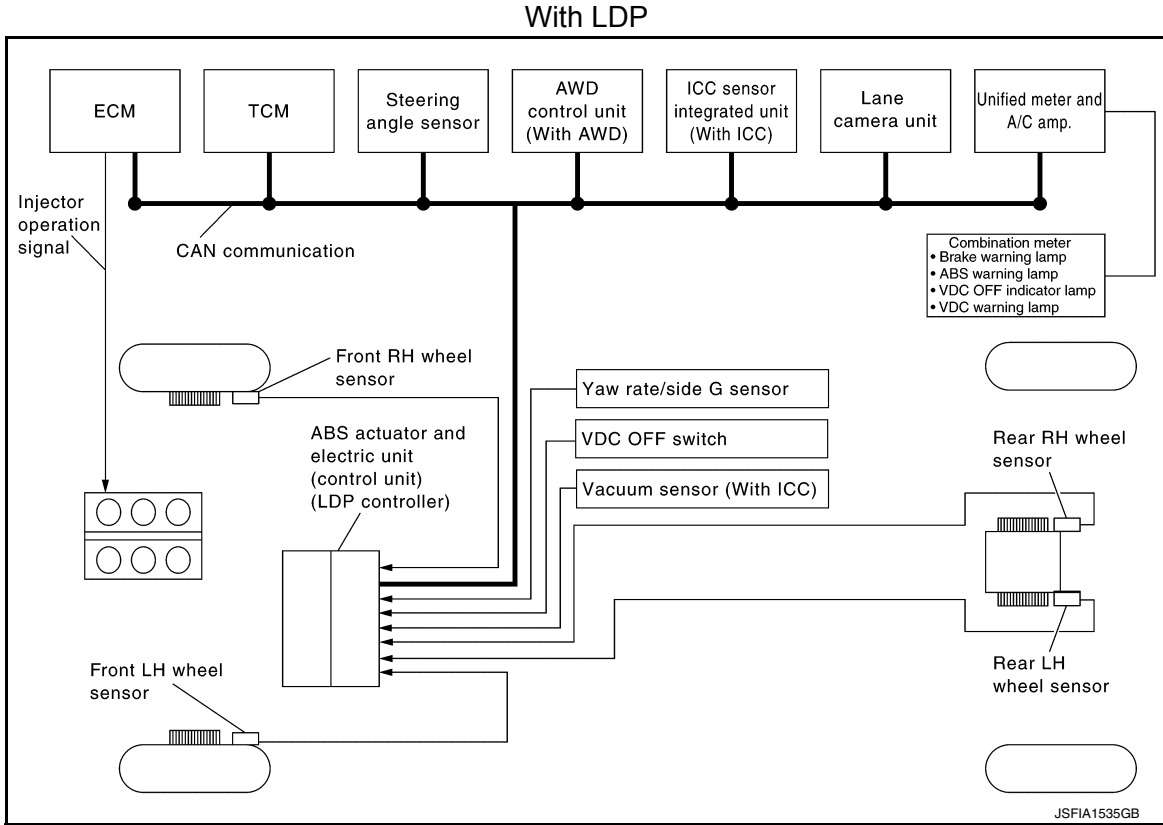 With LDP
ECM
TCM
Steering
angle sensor
AWD
control unit
(With AWD)
ICC sensor
integrated unit
(With ICC)
Lane
camera unit
Unified meter and
A/C amp.
Injector
operation
signal
CAN communication
Combination meter
• Brake warning lamp
• ABS warning lamp
• VDC OFF indicator lamp
• VDC warning lamp
Front RH wheel
sensor
Yaw rate/side G sensor
ABS actuator and
electric unit
(control unit)
(LDP controller)
VDC OFF switch
Rear RH wheel
sensor
Vacuum sensor (With ICC)
Front LH wheel
sensor
Rear LH
wheel sensor
JSFIA1535GB